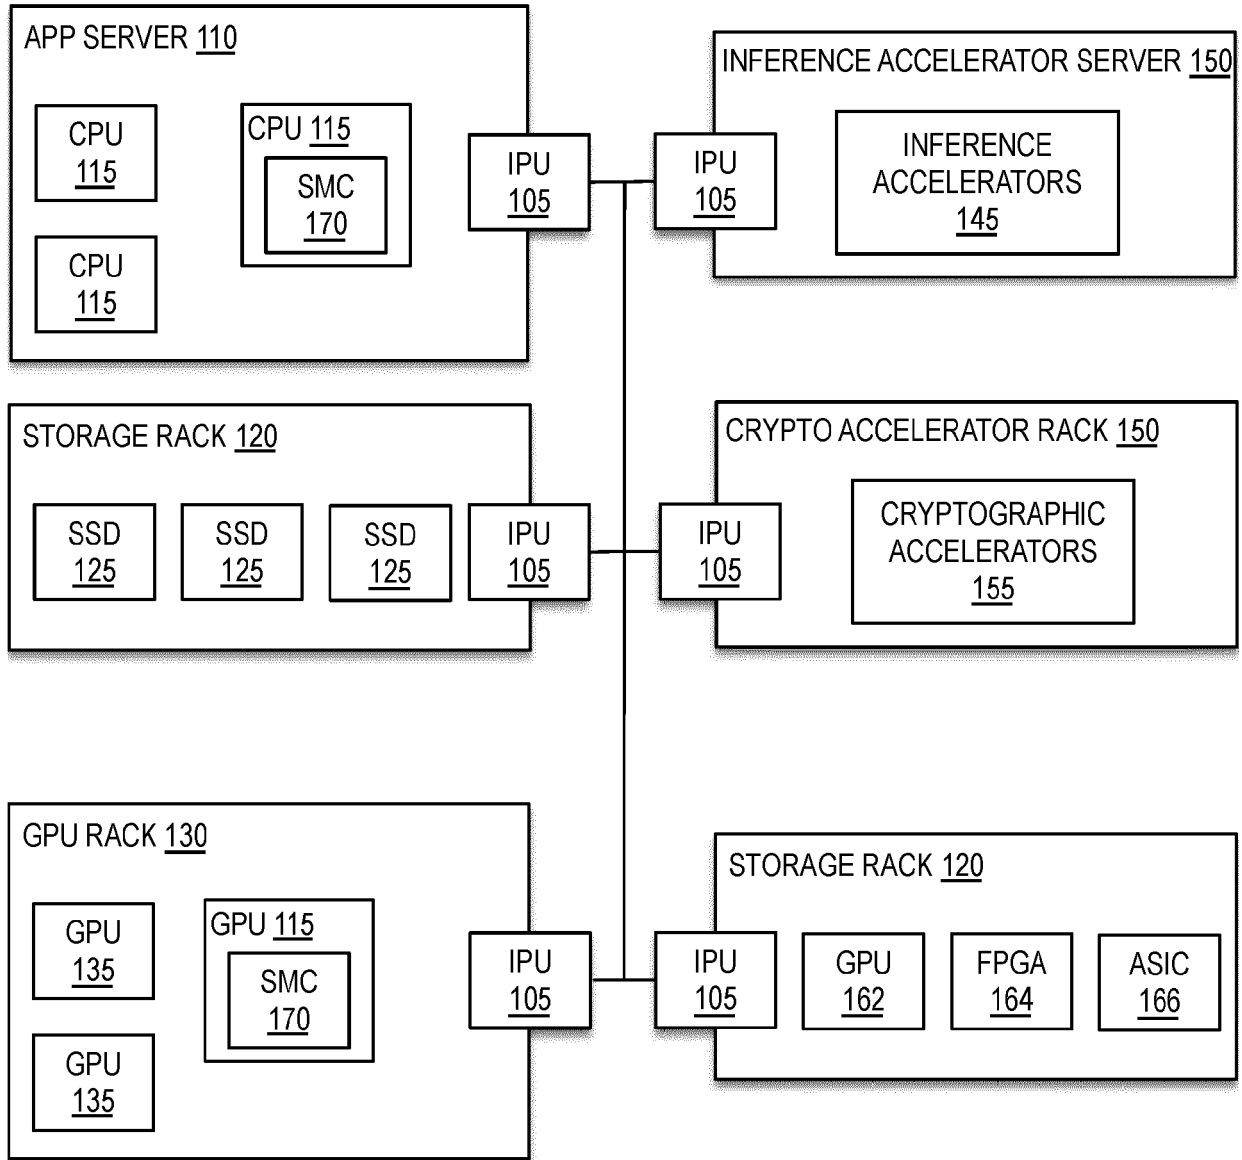 APP SERVER 110
CPU
115
CPU
115
CPU 115
SMC
170
IPU
105
INFERENCE ACCELERATOR SERVER 150
IPU
105
INFERENCE
ACCELERATORS
145
STORAGE RACK 120
SSD
125
SSD
125
SSD
125
IPU
105
CRYPTO ACCELERATOR RACK 150
IPU
105
CRYPTOGRAPHIC
ACCELERATORS
155
GPU RACK 130
GPU
135
GPU
135
GPU 115
SMC
170
IPU
105
STORAGE RACK 120
IPU
105
GPU
162
FPGA
164
ASIC
166